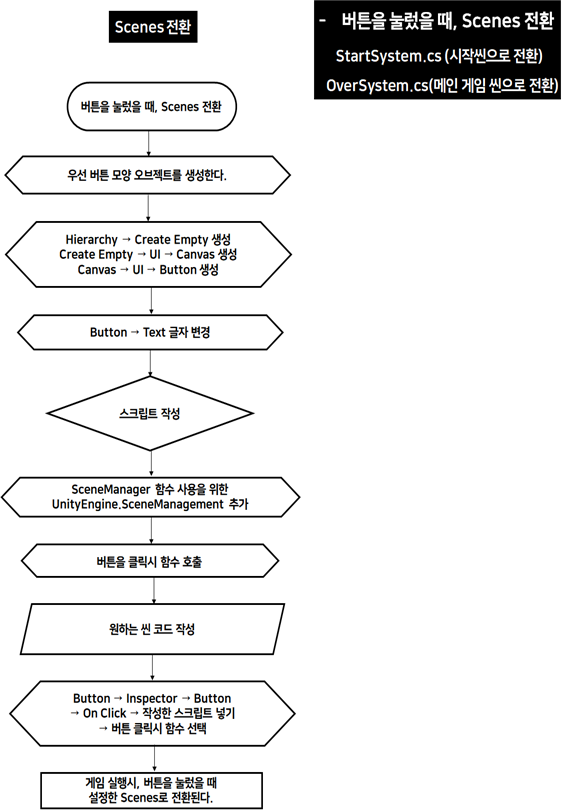 Scenes 전환
- 버튼을 눌렀을 때, Scenes 전환
StartSystem.cs (시작씬으로 전환)
OverSystem.cs(메인 게임 씬으로 전환)
버튼을 눌렀을 때, Scenes 전환
우선 버튼 모양 오브젝트를 생성한다.
Hierarchy → Create Empty 생성
Create Empty → UI → Canvas 생성
Canvas → UI → Button 생성
Button → Text 글자 변경
스크립트 작성
SceneManager 함수 사용을 위한
UnityEngine.SceneManagement 추가
버튼을 클릭시 함수 호출
원하는 씬 코드 작성
Button → Inspector → Button
→ On Click → 작성한 스크립트 넣기
→ 버튼 클릭시 함수 선택
게임 실행시, 버튼을 눌렀을 때
설정한 Scenes로 전환된다.